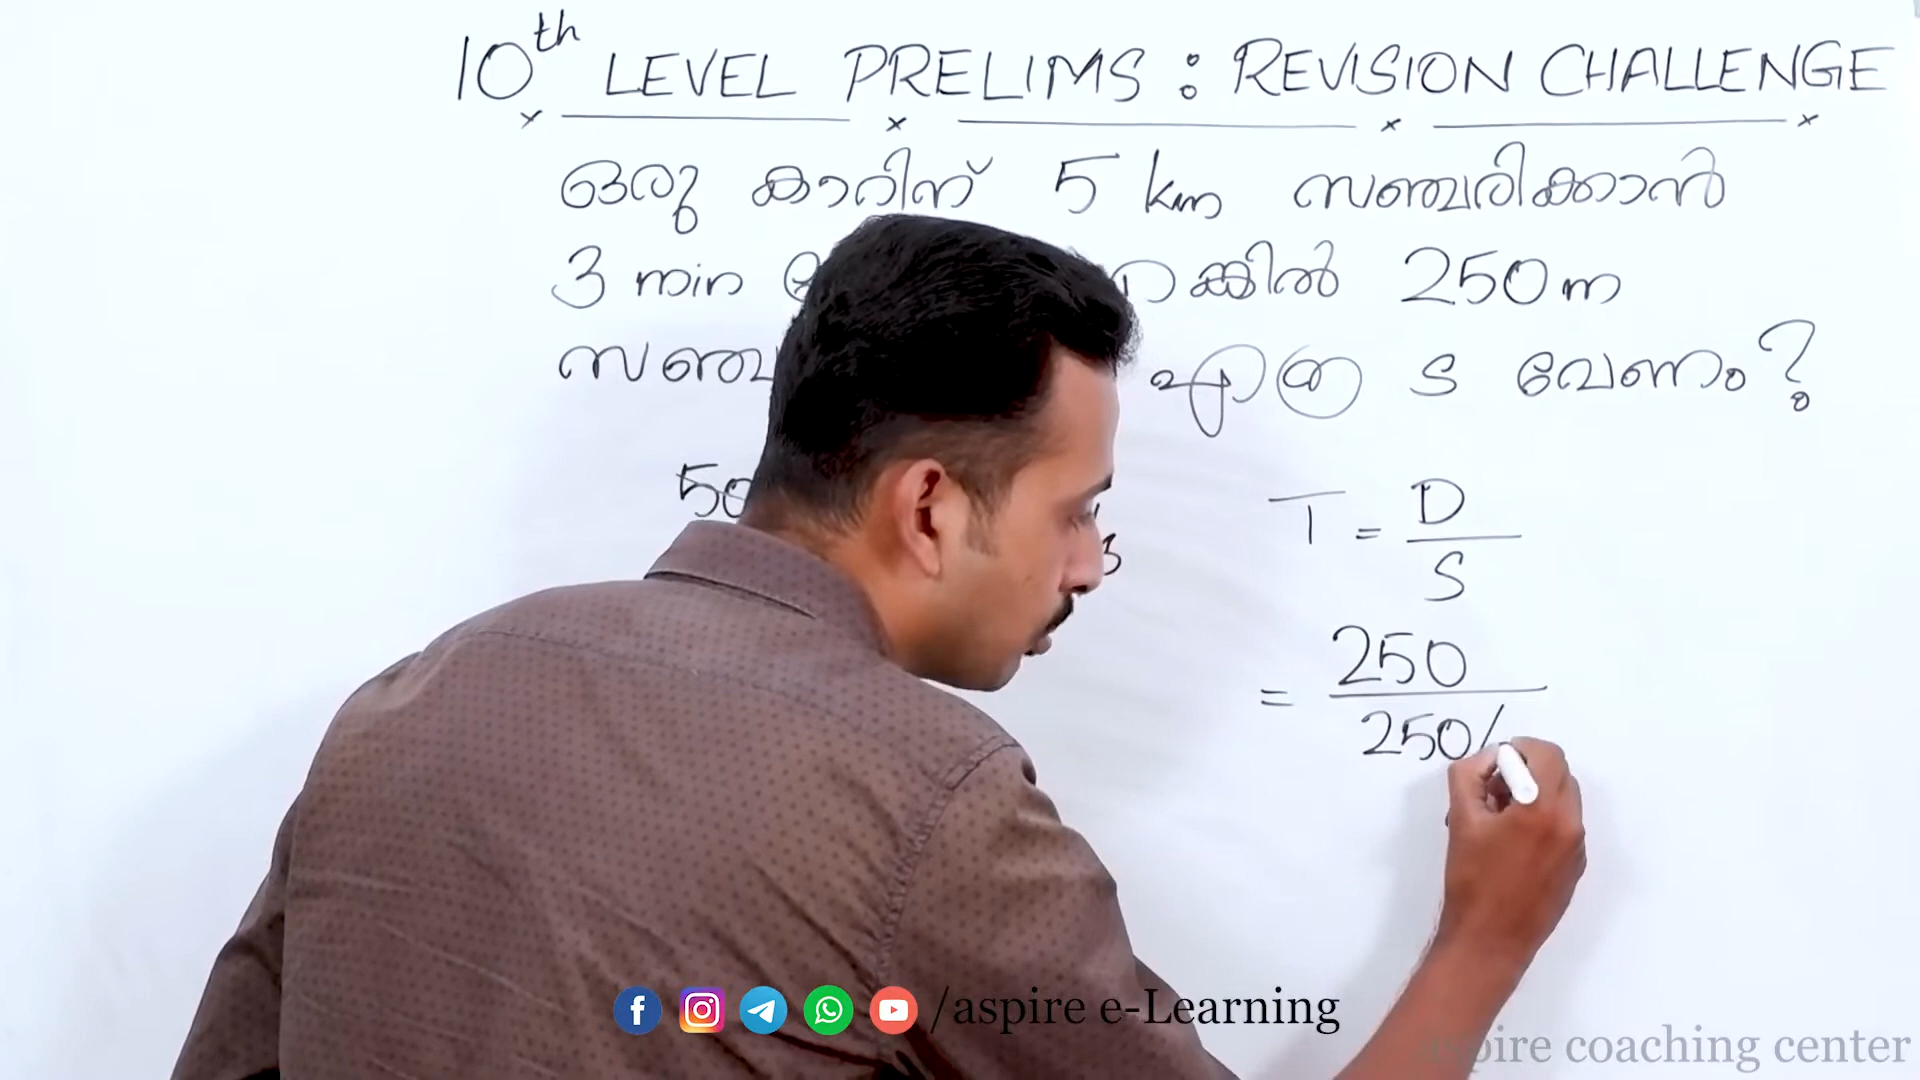 10th LEVEL PRELIMS : REVISION CHALLENGE
ഒരു കാറിന് 5 km സഞ്ചരിക്കാൻ
3 min 250 m
എത്ര s വേണം?
T = D
S
= 250
250/
/aspire e-Learning
coaching center